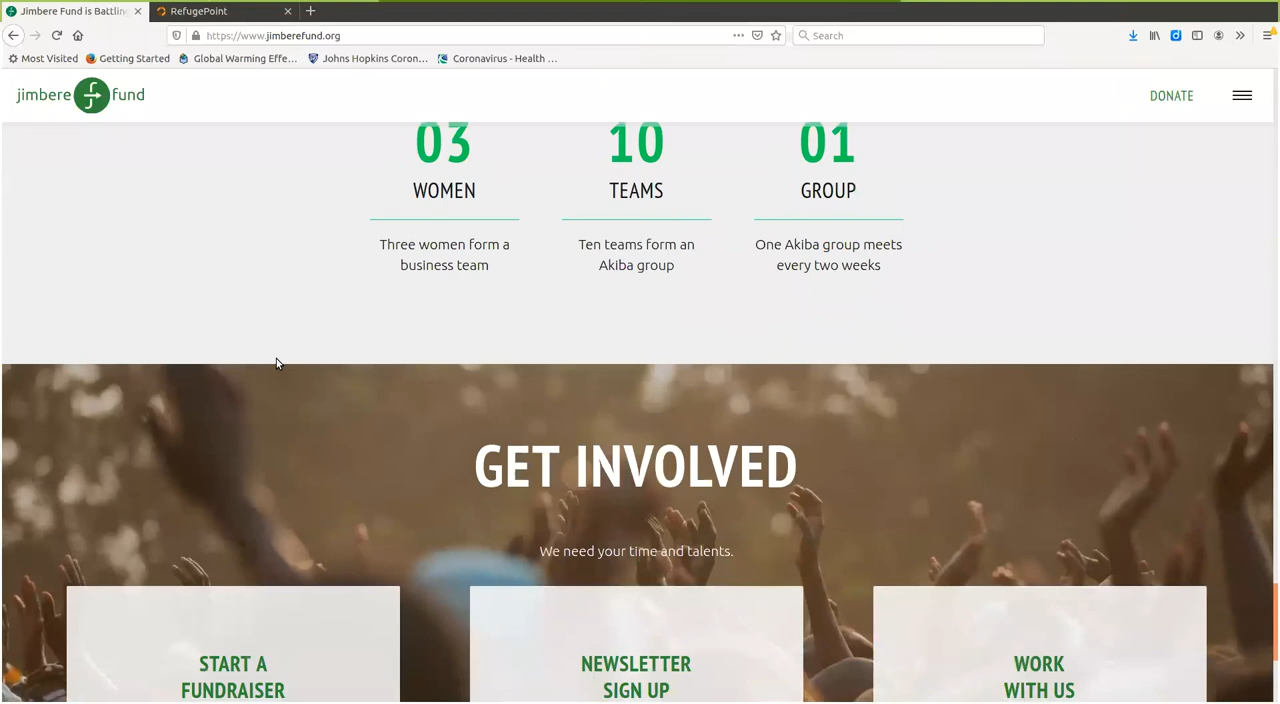 Jimbere Fund is Battlin
RefugePoint
https://www.jimberefund.org
Search
Most Visited
Getting Started
Global Warming Effe...
Johns Hopkins Coron...
Coronavirus - Health ...
jimbere fund
DONATE
03
10
01
WOMEN
TEAMS
GROUP
Three women form a
business team
Ten teams form an
Akiba group
One Akiba group meets
every two weeks
GET INVOLVED
We need your time and talents.
START A
FUNDRAISER
NEWSLETTER
SIGN UP
WORK
WITH US